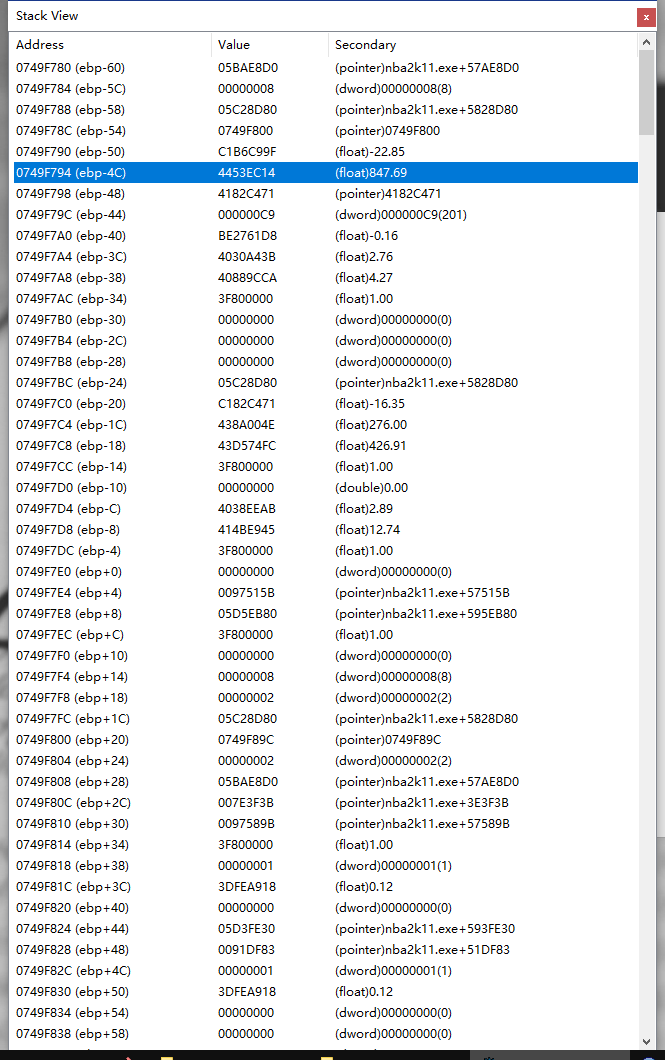 Stack View
x
Address Value Secondary
0749F780 (ebp-60) 05BAE8D0 (pointer)nba2k11.exe+57AE8D0
0749F784 (ebp-5C) 00000008 (dword)00000008(8)
0749F788 (ebp-58) 05C28D80 (pointer)nba2k11.exe+5828D80
0749F78C (ebp-54) 0749F800 (pointer)0749F800
0749F790 (ebp-50) C1B6C99F (float)-22.85
0749F794 (ebp-4C) 4453EC14 (float)847.69
0749F798 (ebp-48) 4182C471 (pointer)4182C471
0749F79C (ebp-44) 000000C9 (dword)000000C9(201)
0749F7A0 (ebp-40) BE2761D8 (float)-0.16
0749F7A4 (ebp-3C) 4030A43B (float)2.76
0749F7A8 (ebp-38) 40889CCA (float)4.27
0749F7AC (ebp-34) 3F800000 (float)1.00
0749F7B0 (ebp-30) 00000000 (dword)00000000(0)
0749F7B4 (ebp-2C) 00000000 (dword)00000000(0)
0749F7B8 (ebp-28) 00000000 (dword)00000000(0)
0749F7BC (ebp-24) 05C28D80 (pointer)nba2k11.exe+5828D80
0749F7C0 (ebp-20) C182C471 (float)-16.35
0749F7C4 (ebp-1C) 438A004E (float)276.00
0749F7C8 (ebp-18) 43D574FC (float)426.91
0749F7CC (ebp-14) 3F800000 (float)1.00
0749F7D0 (ebp-10) 00000000 (double)0.00
0749F7D4 (ebp-C) 4038EEAB (float)2.89
0749F7D8 (ebp-8) 414BE945 (float)12.74
0749F7DC (ebp-4) 3F800000 (float)1.00
0749F7E0 (ebp+0) 00000000 (dword)00000000(0)
0749F7E4 (ebp+4) 0097515B (pointer)nba2k11.exe+57515B
0749F7E8 (ebp+8) 05D5EB80 (pointer)nba2k11.exe+595EB80
0749F7EC (ebp+C) 3F800000 (float)1.00
0749F7F0 (ebp+10) 00000000 (dword)00000000(0)
0749F7F4 (ebp+14) 00000008 (dword)00000008(8)
0749F7F8 (ebp+18) 00000002 (dword)00000002(2)
0749F7FC (ebp+1C) 05C28D80 (pointer)nba2k11.exe+5828D80
0749F800 (ebp+20) 0749F89C (pointer)0749F89C
0749F804 (ebp+24) 00000002 (dword)00000002(2)
0749F808 (ebp+28) 05BAE8D0 (pointer)nba2k11.exe+57AE8D0
0749F80C (ebp+2C) 007E3F3B (pointer)nba2k11.exe+3E3F3B
0749F810 (ebp+30) 0097589B (pointer)nba2k11.exe+57589B
0749F814 (ebp+34) 3F800000 (float)1.00
0749F818 (ebp+38) 00000001 (dword)00000001(1)
0749F81C (ebp+3C) 3DFEA918 (float)0.12
0749F820 (ebp+40) 00000000 (dword)00000000(0)
0749F824 (ebp+44) 05D3FE30 (pointer)nba2k11.exe+593FE30
0749F828 (ebp+48) 0091DF83 (pointer)nba2k11.exe+51DF83
0749F82C (ebp+4C) 00000001 (dword)00000001(1)
0749F830 (ebp+50) 3DFEA918 (float)0.12
0749F834 (ebp+54) 00000000 (dword)00000000(0)
0749F838 (ebp+58) 00000000 (dword)00000000(0)